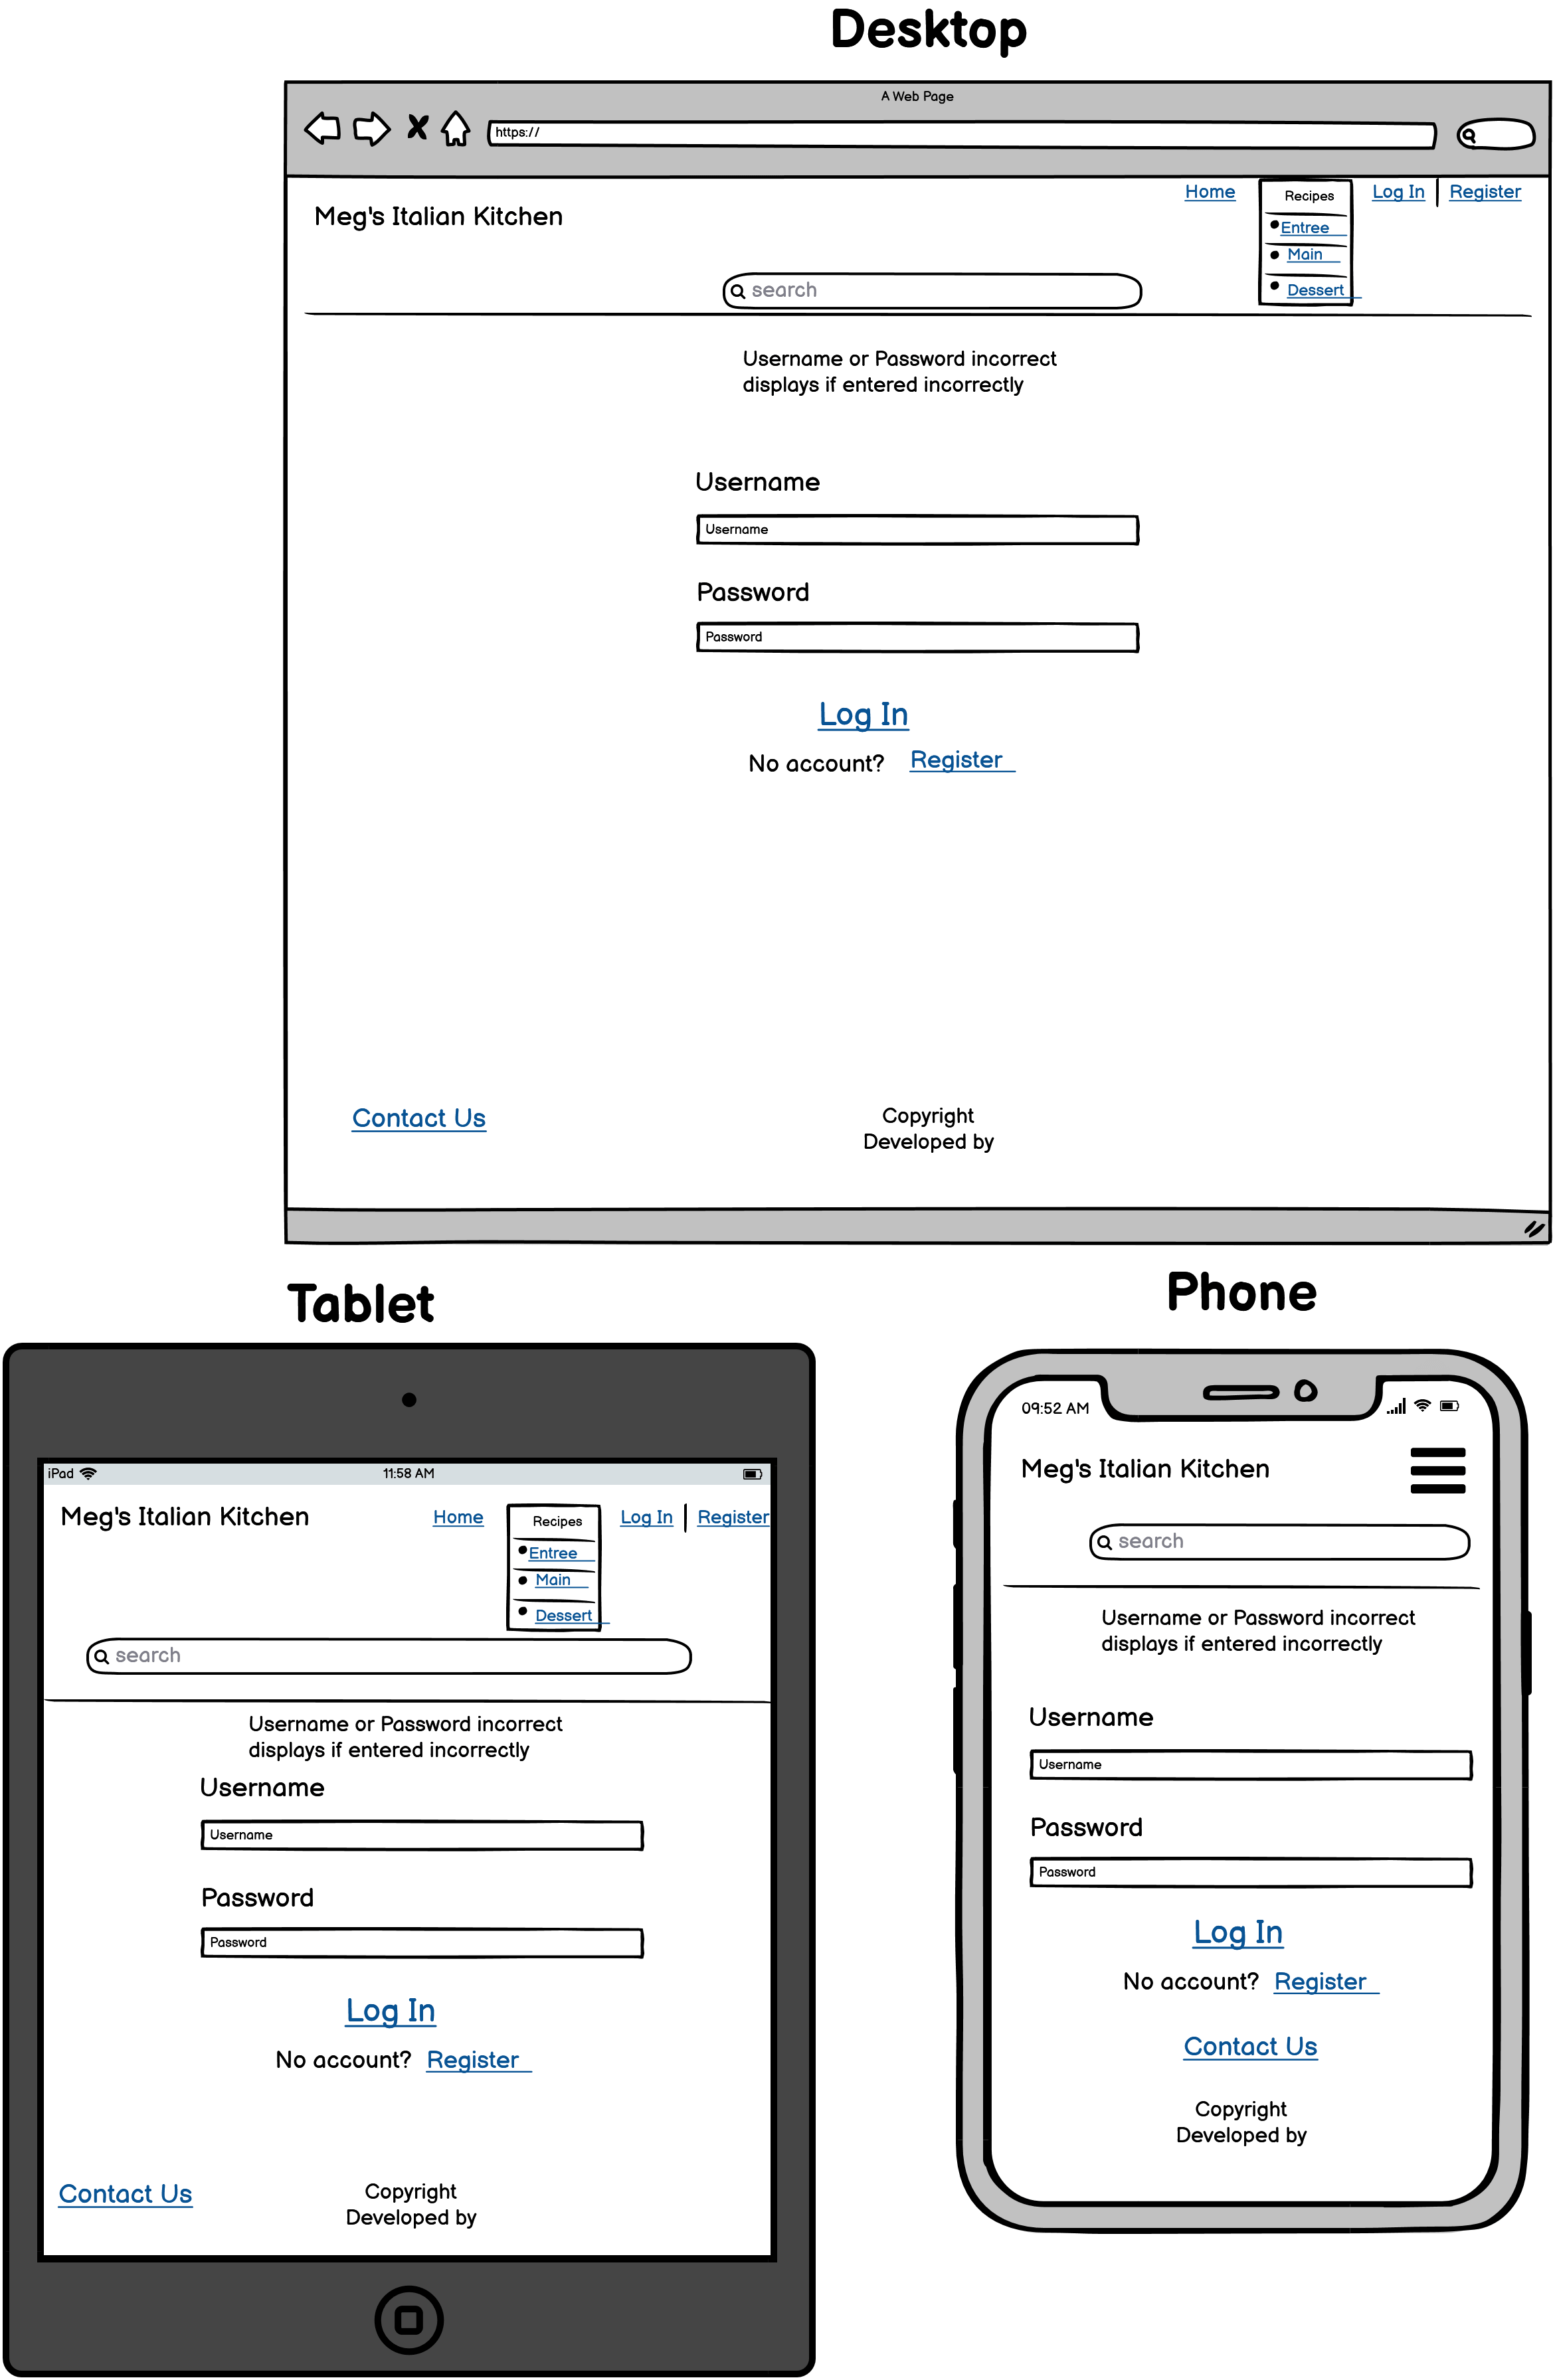 Desktop
A Web Page
https://
Home
Recipes
Log In
Register
Meg's Italian Kitchen
Entree
Main
Dessert
search
Username or Password incorrect
displays if entered incorrectly
Username
Username
Password
Password
Log In
No account? Register
Contact Us
Copyright
Developed by
Tablet
iPad
11:58 AM
Meg's Italian Kitchen
Home
Recipes
Log In
Register
Entree
Main
Dessert
search
Username or Password incorrect
displays if entered incorrectly
Username
Username
Password
Password
Log In
No account? Register
Contact Us
Copyright
Developed by
Phone
09:52 AM
Meg's Italian Kitchen
search
Username or Password incorrect
displays if entered incorrectly
Username
Username
Password
Password
Log In
No account? Register
Contact Us
Copyright
Developed by